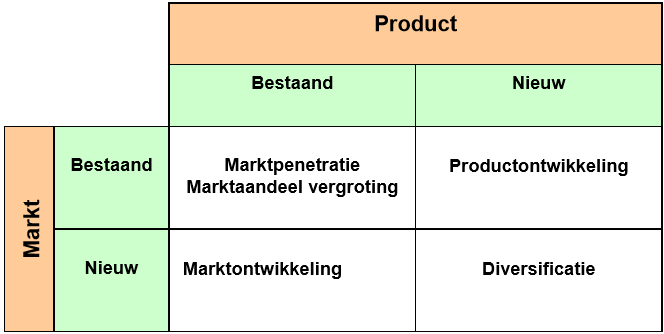 Product
Bestaand
Nieuw
Markt
Bestaand
Marktpenetratie
Marktaandeel vergroting
Productontwikkeling
Nieuw
Marktontwikkeling
Diversificatie